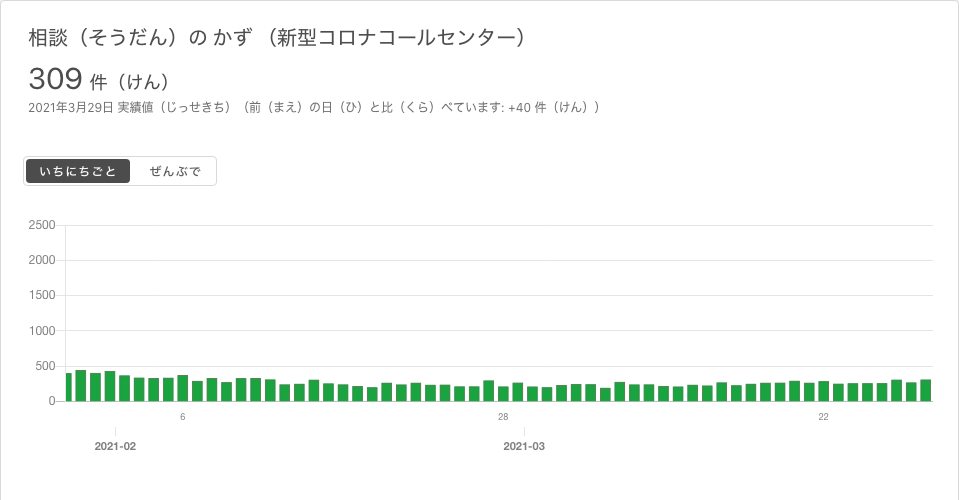 相談（そうだん）の かず （新型コロナコールセンター）
309 件（けん）
2021年3月29日 実績値（じっせきち）（前（まえ）の日（ひ）と比（くら）べています: +40 件（けん））
いちにちごと ぜんぶで
2500
2000
1500
1000
500
0
6 28 22
2021-02 2021-03